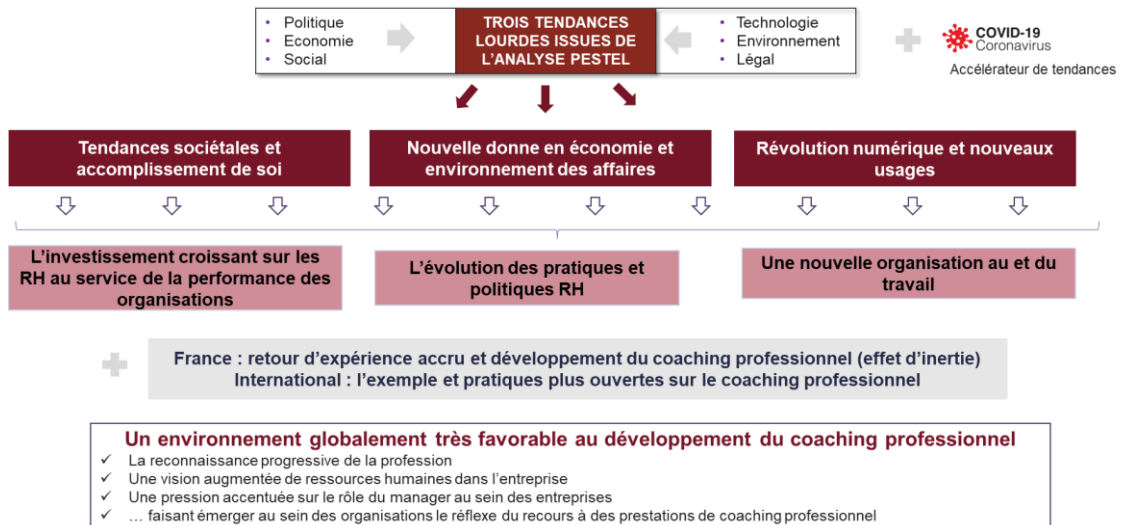 • Politique
• Economie
• Social
TROIS TENDANCES
LOURDES ISSUES DE
L'ANALYSE PESTEL
• Technologie
• Environnement
• Légal
COVID-19
Coronavirus
Accélérateur de tendances
Tendances sociétales et
accomplissement de soi
Nouvelle donne en économie et
environnement des affaires
Révolution numérique et nouveaux
usages
L'investissement croissant sur les
RH au service de la performance des
organisations
L'évolution des pratiques et
politiques RH
Une nouvelle organisation au et du
travail
France : retour d'expérience accru et développement du coaching professionnel (effet d'inertie)
International : l'exemple et pratiques plus ouvertes sur le coaching professionnel
Un environnement globalement très favorable au développement du coaching professionnel
✓ La reconnaissance progressive de la profession
✓ Une vision augmentée de ressources humaines dans l'entreprise
✓ Une pression accentuée sur le rôle du manager au sein des entreprises
✓ … faisant émerger au sein des organisations le réflexe du recours à des prestations de coaching professionnel